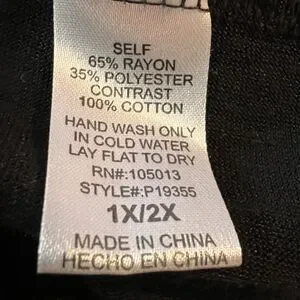 SELF
65% RAYON
35% POLYESTER
CONTRAST
100% COTTON
HAND WASH ONLY
IN COLD WATER
LAY FLAT TO DRY
RN#:105013
STYLE#:P19355
1X/2X
MADE IN CHINA
HECHO EN CHINA